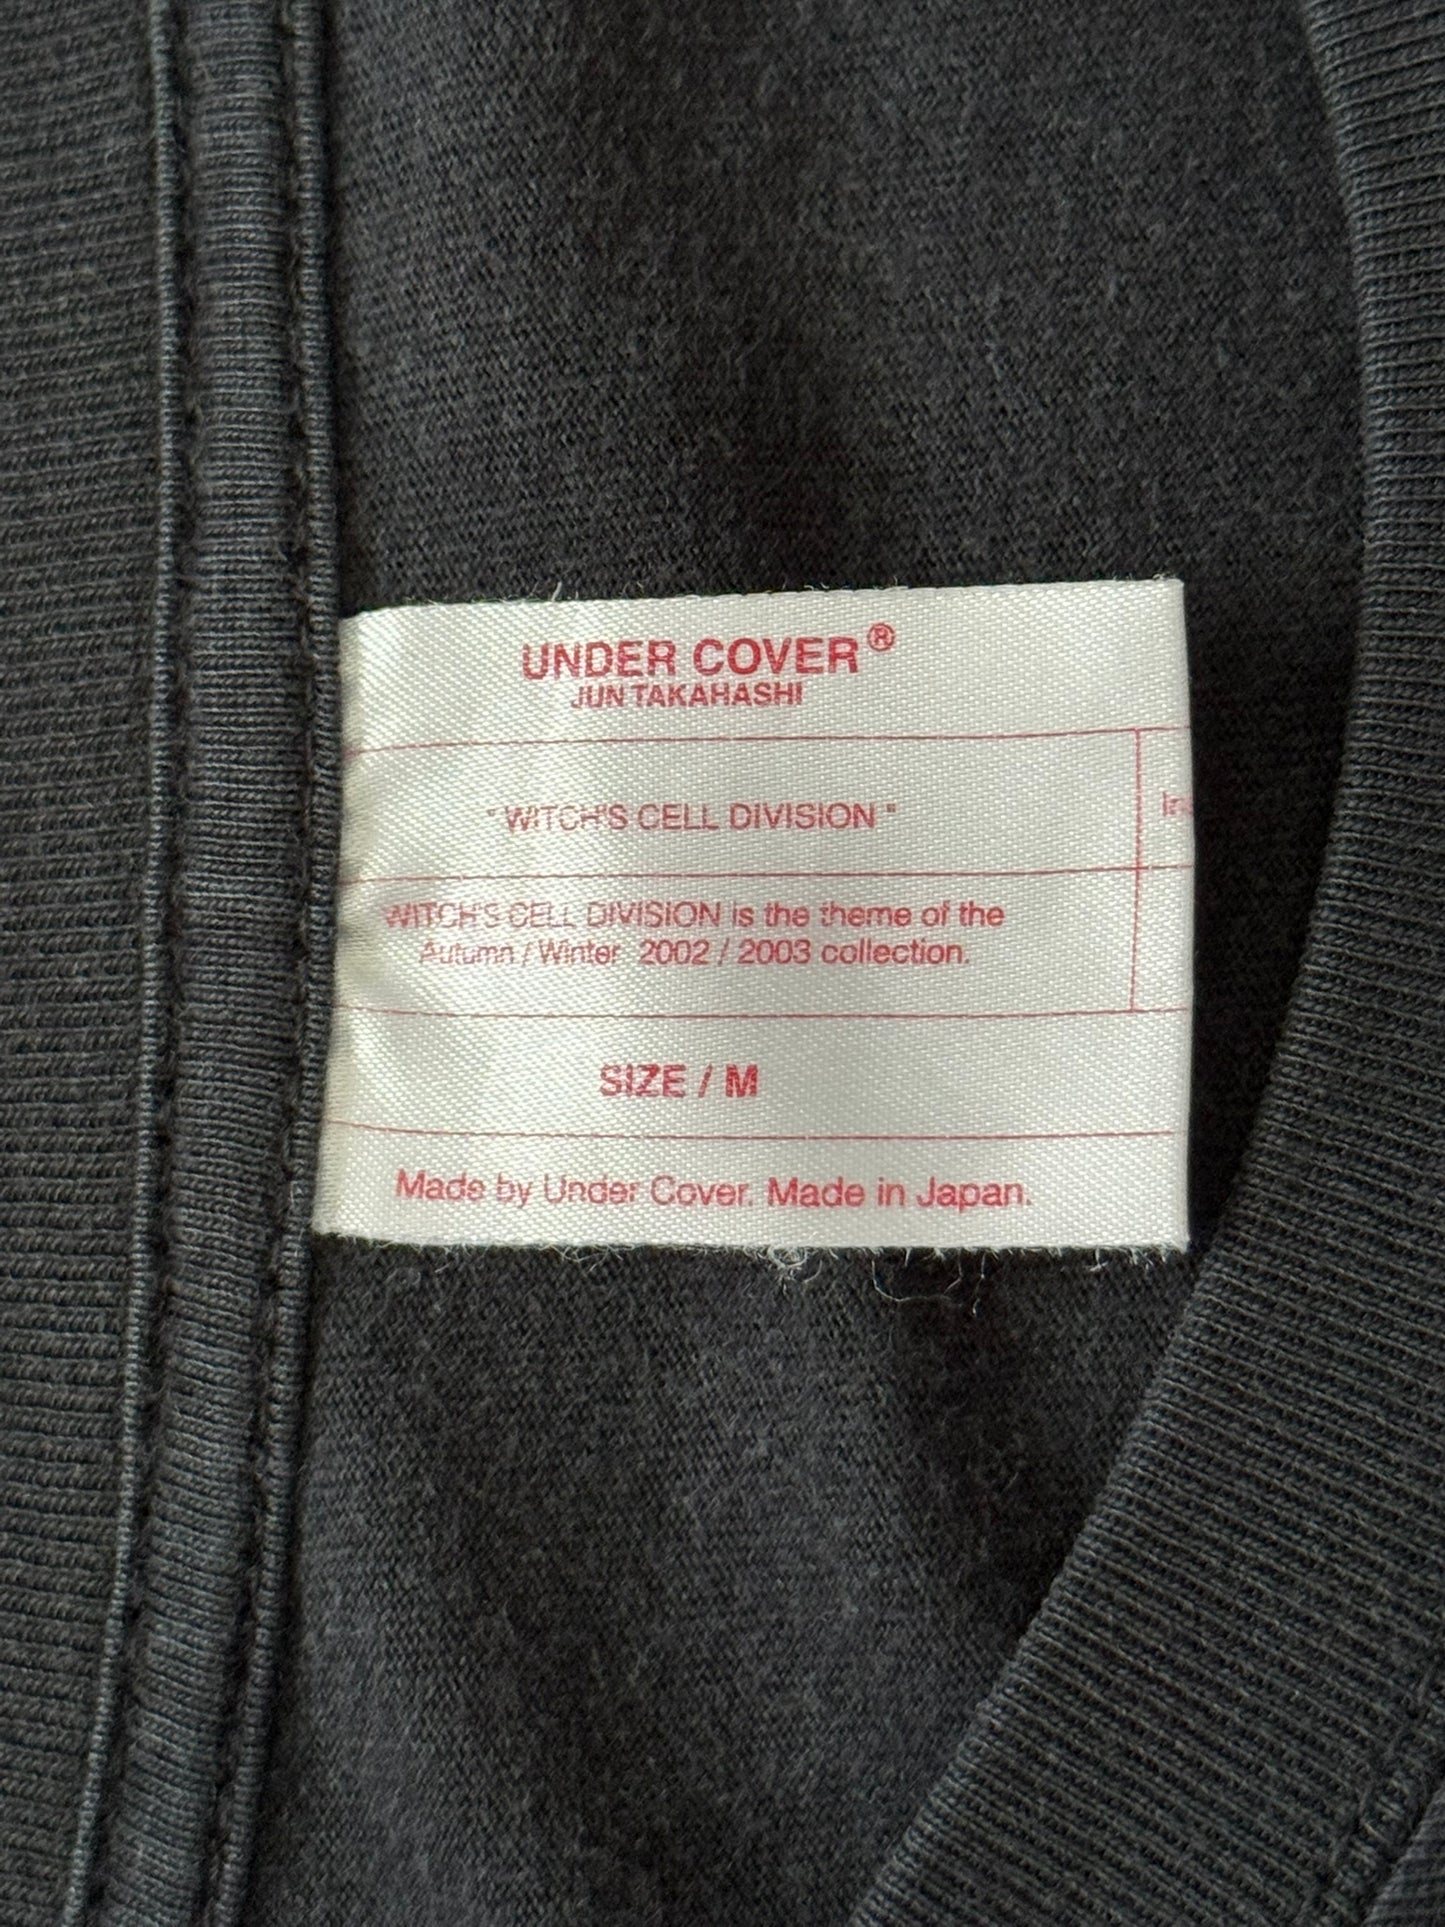 UNDER COVER®
JUN TAKAHASHI
"WITCH'S CELL DIVISION"
WITCH'S CELL DIVISION is the theme of the
Autumn / Winter 2002 / 2003 collection.
SIZE / M
Made by Under Cover. Made in Japan.